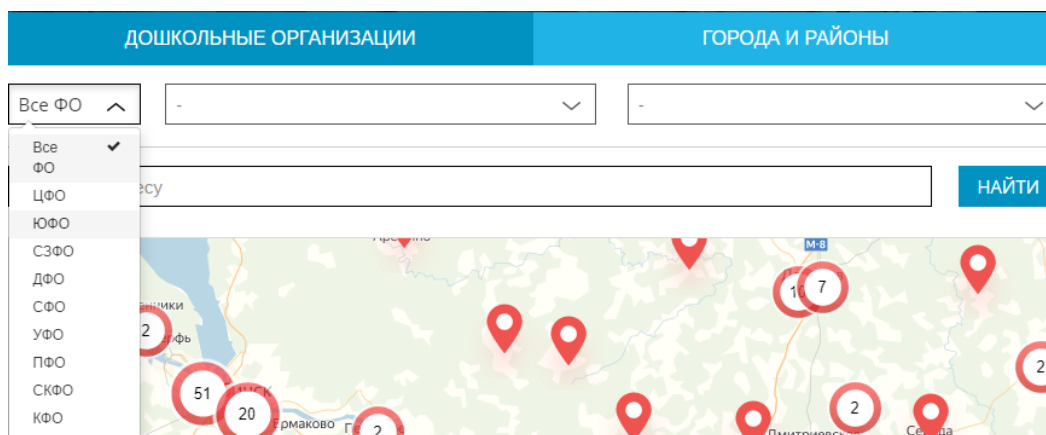 ДОШКОЛЬНЫЕ ОРГАНИЗАЦИИ
ГОРОДА И РАЙОНЫ
Все ФО
-
-
Все
ФО
ЦФО
ЮФО
СЗФО
ДФО
СФО
УФО
ПФО
СКФО
КФО
НАЙТИ
М-8
10
7
2
51
20
Ермаково
2
2
2